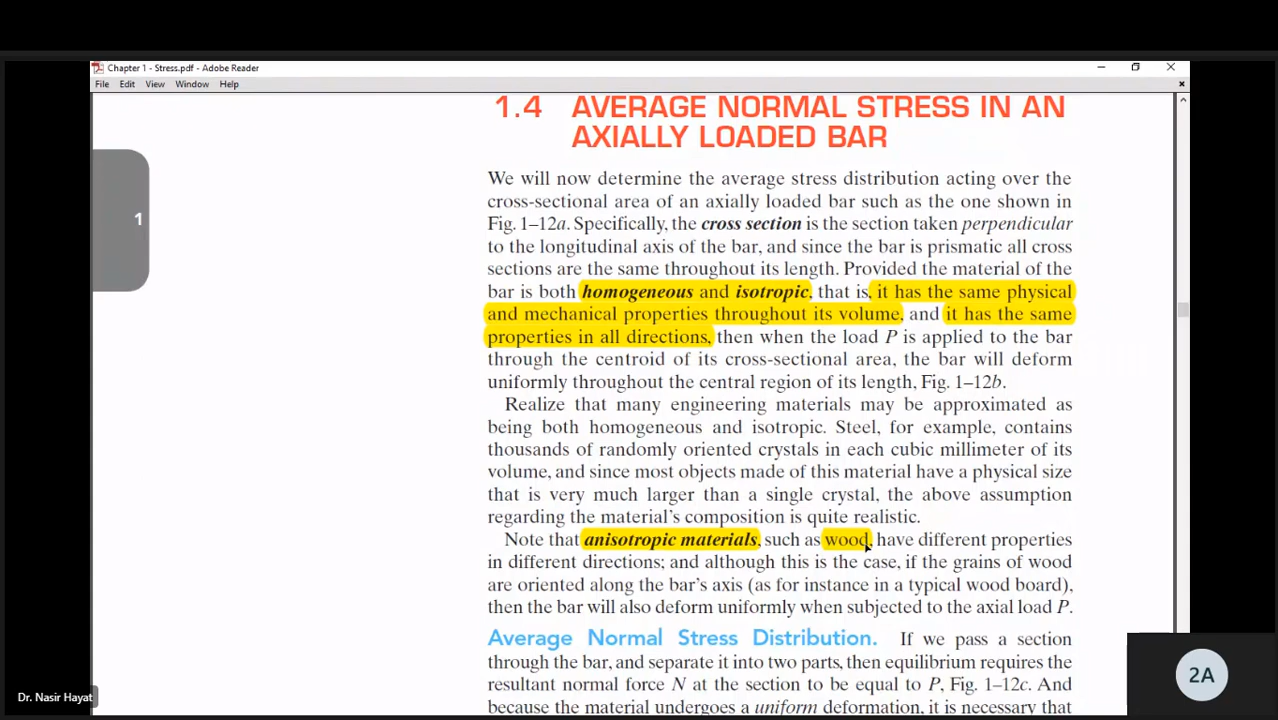 Chapter 1 - Stress.pdf - Adobe Reader
File Edit View Window Help
1
1.4 AVERAGE NORMAL STRESS IN AN
AXIALLY LOADED BAR
We will now determine the average stress distribution acting over the
cross-sectional area of an axially loaded bar such as the one shown in
Fig. 1–12a. Specifically, the cross section is the section taken perpendicular
to the longitudinal axis of the bar, and since the bar is prismatic all cross
sections are the same throughout its length. Provided the material of the
bar is both homogeneous and isotropic, that is, it has the same physical
and mechanical properties throughout its volume, and it has the same
properties in all directions, then when the load P is applied to the bar
through the centroid of its cross-sectional area, the bar will deform
uniformly throughout the central region of its length, Fig. 1–12b.
Realize that many engineering materials may be approximated as
being both homogeneous and isotropic. Steel, for example, contains
thousands of randomly oriented crystals in each cubic millimeter of its
volume, and since most objects made of this material have a physical size
that is very much larger than a single crystal, the above assumption
regarding the material's composition is quite realistic.
Note that anisotropic materials, such as wood, have different properties
in different directions; and although this is the case, if the grains of wood
are oriented along the bar's axis (as for instance in a typical wood board),
then the bar will also deform uniformly when subjected to the axial load P.
Average Normal Stress Distribution. If we pass a section
through the bar, and separate it into two parts, then equilibrium requires the
resultant normal force N at the section to be equal to P, Fig. 1–12c. And
because the material undergoes a uniform deformation, it is necessary that
Dr. Nasir Hayat
2A